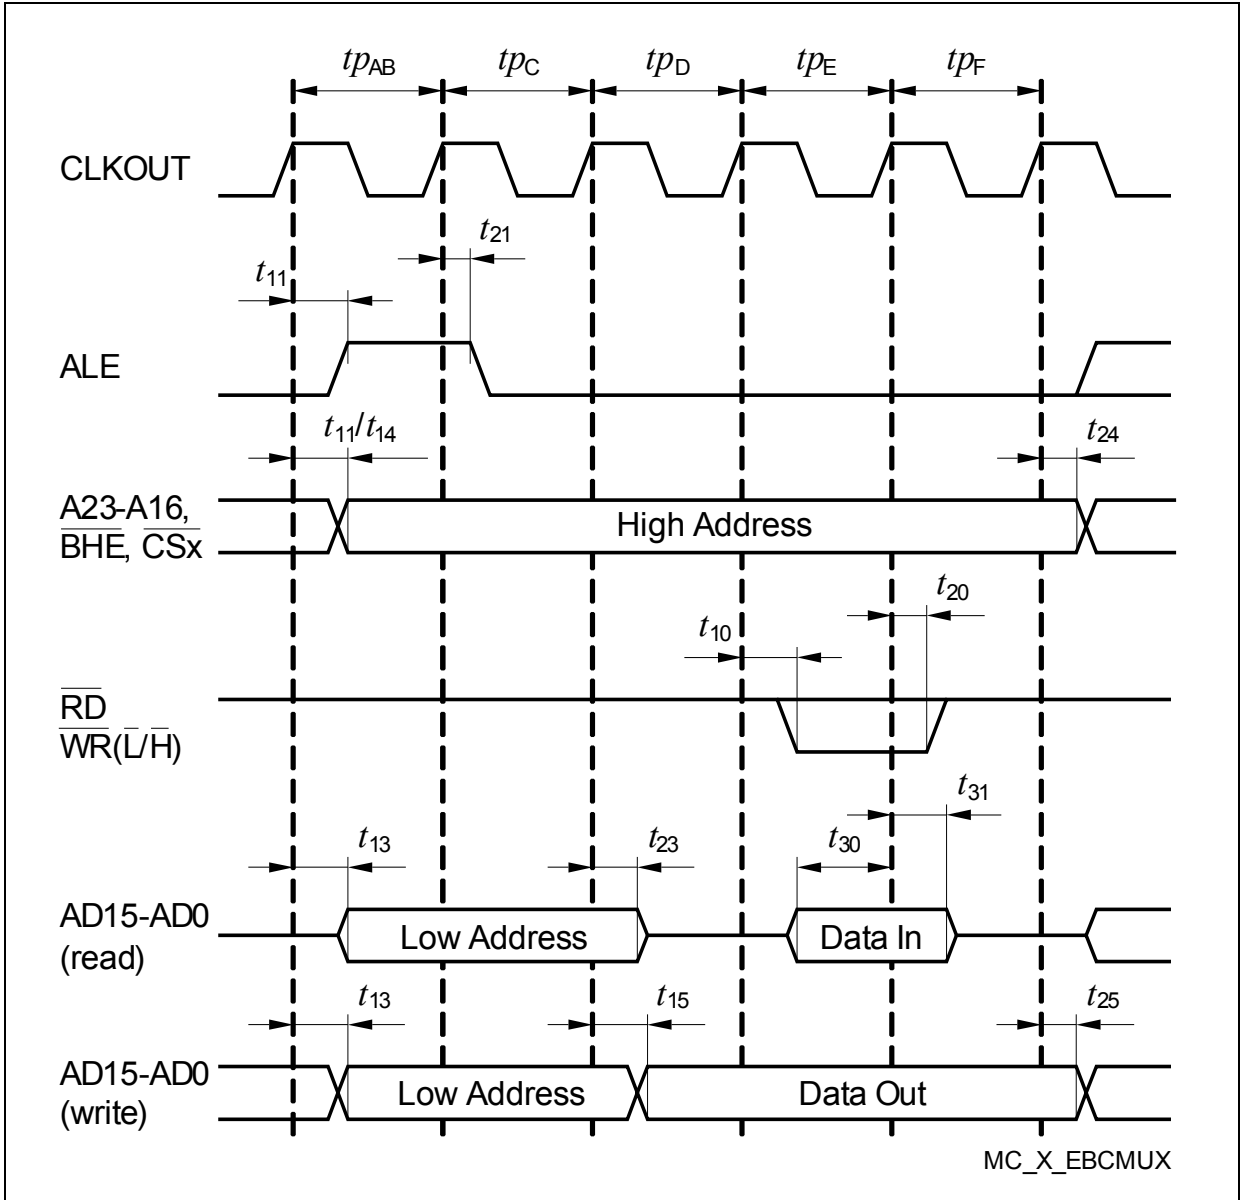 tpAB tpC tpD tpE tpF
CLKOUT
t21
t11
ALE
t11/t14 t24
A23-A16,
BHE, CSx
High Address
t20
t10
RD
WR(L/H)
t31
t13 t23 t30
AD15-AD0
(read)
Low Address Data In
t13 t15 t25
AD15-AD0
(write)
Low Address Data Out
MC_X_EBCMUX